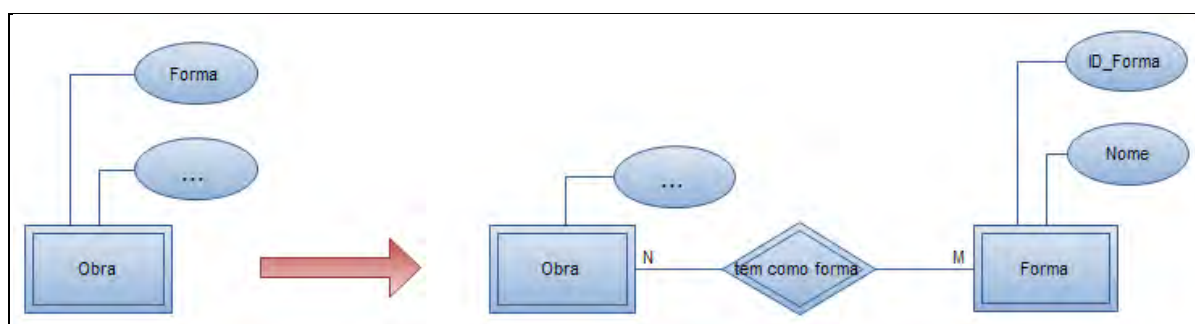 Forma
...
Obra
...
Obra
N
tem como forma
M
ID_Forma
Nome
Forma